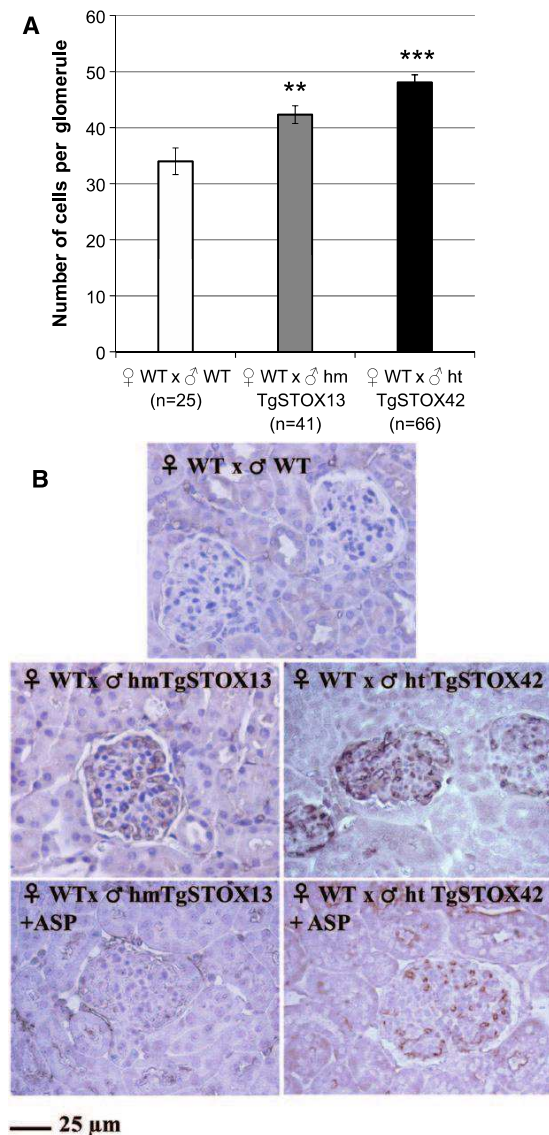 A
Number of cells per glomerule
60
50
40
30
20
10
0
**
***
♀ WT x ♂ WT
(n=25)
♀ WT x ♂ hm
TgSTOX13
(n=41)
♀ WT x ♂ ht
TgSTOX42
(n=66)
B
♀ WT x ♂ WT
♀ WTx ♂ hmTgSTOX13
♀ WT x ♂ ht TgSTOX42
♀ WTx ♂ hmTgSTOX13
+ASP
♀ WT x ♂ ht TgSTOX42
+ ASP
25 µm